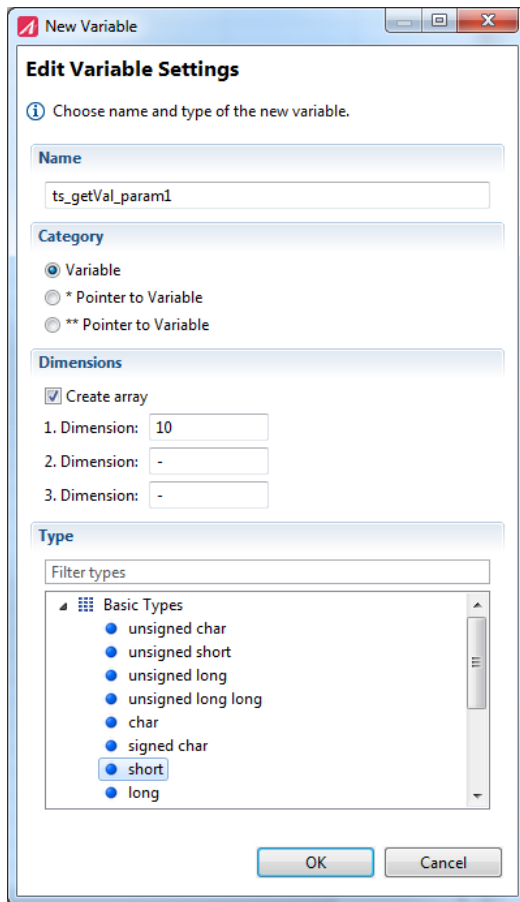 New Variable
Edit Variable Settings
Choose name and type of the new variable.
Name
ts_getVal_param1
Category
Variable
* Pointer to Variable
** Pointer to Variable
Dimensions
Create array
1. Dimension: 10
2. Dimension: -
3. Dimension: -
Type
Filter types
Basic Types
unsigned char
unsigned short
unsigned long
unsigned long long
char
signed char
short
long
OK Cancel